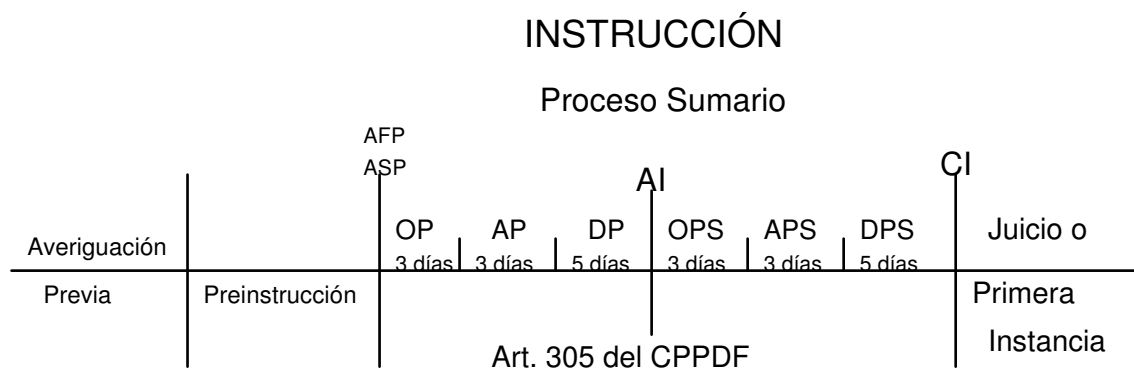 INSTRUCCIÓN
Proceso Sumario
AFP
ASP
AI
CI
OP AP DP OPS APS DPS Juicio o
Averiguación
3 días 3 días 5 días 3 días 3 días 5 días
Previa Preinstrucción Primera
Instancia
Art. 305 del CPPDF